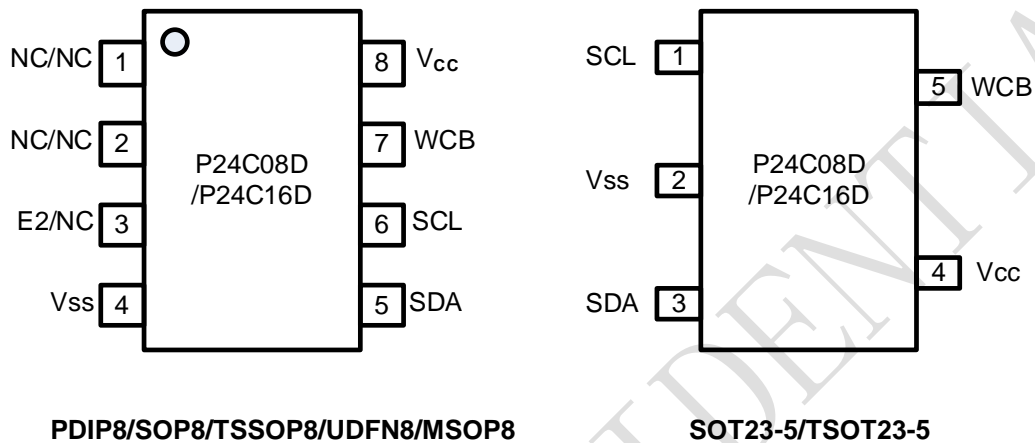 NC/NC 1
NC/NC 2
E2/NC 3
Vss 4
P24C08D
/P24C16D
8 Vcc
7 WCB
6 SCL
5 SDA
PDIP8/SOP8/TSSOP8/UDFN8/MSOP8
SCL 1
Vss 2
SDA 3
P24C08D
/P24C16D
5 WCB
4 Vcc
SOT23-5/TSOT23-5